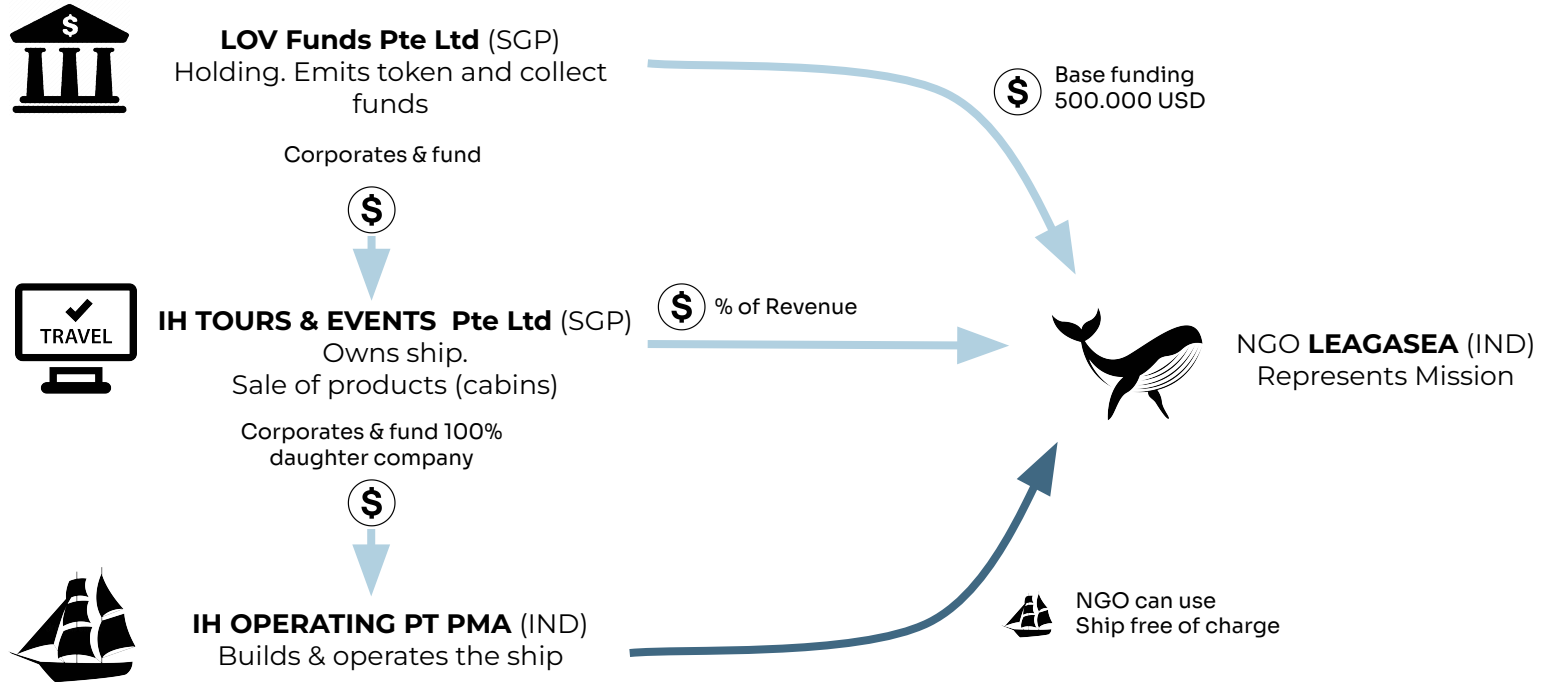 $
LOV Funds Pte Ltd (SGP)
Holding. Emits token and collect
funds
$
Base funding
500.000 USD
Corporates & fund
$
TRAVEL
IH TOURS & EVENTS  Pte Ltd (SGP)
Owns ship.
Sale of products (cabins)
$
% of Revenue
NGO LEAGASEA (IND)
Represents Mission
Corporates & fund 100%
daughter company
$
IH OPERATING PT PMA (IND)
Builds & operates the ship
NGO can use
Ship free of charge